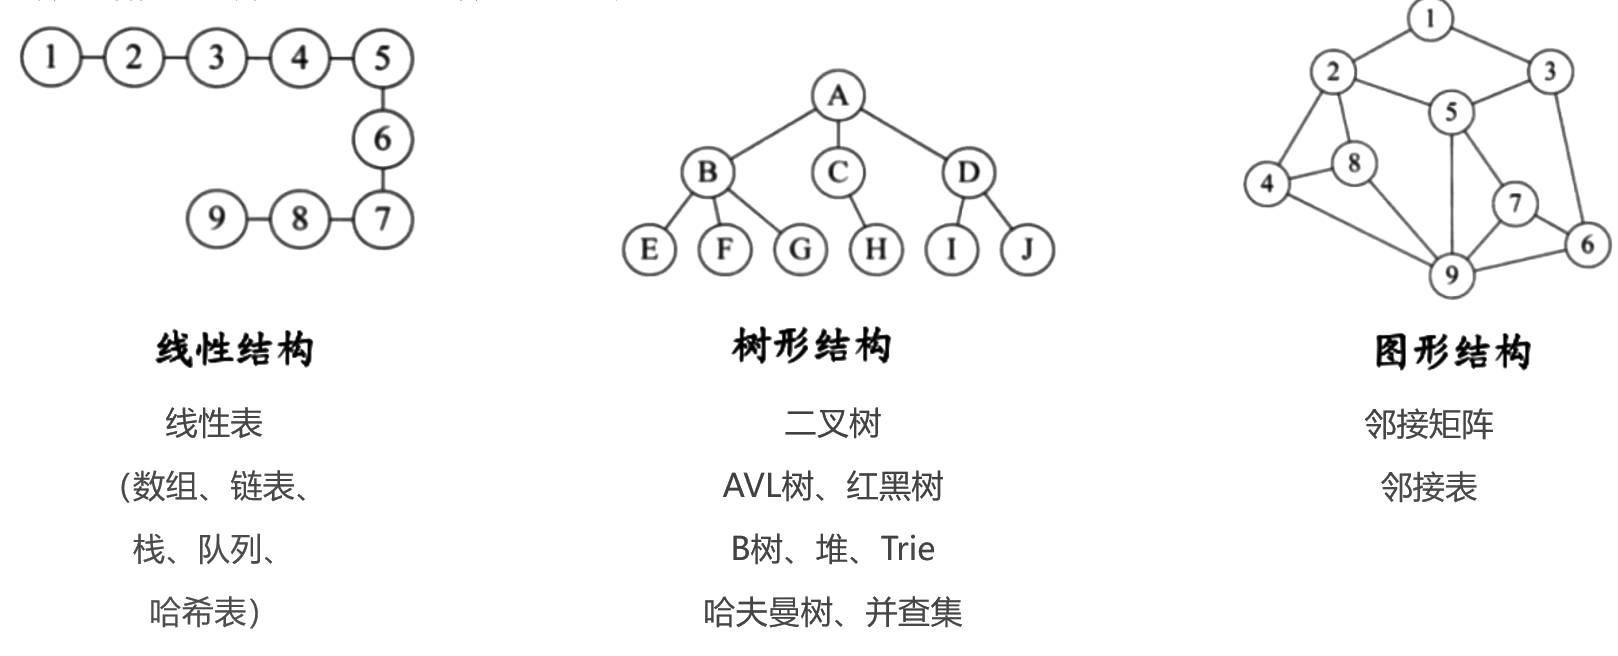 1 2 3 4 5
6
9 8 7
线性结构
线性表
（数组、链表、
栈、队列、
哈希表）
A
B C D
E F G H I J
树形结构
二叉树
AVL树、红黑树
B树、堆、Trie
哈夫曼树、并查集
1
2 3
5
8
4
7
6
9
图形结构
邻接矩阵
邻接表